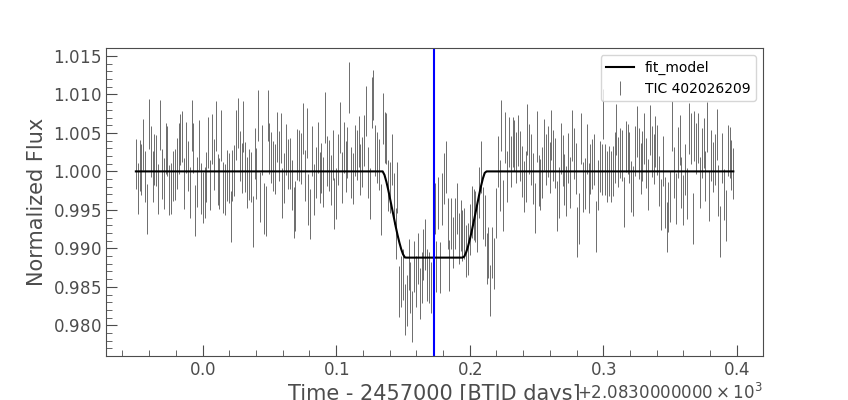 1.015
1.010
1.005
1.000
0.995
0.990
0.985
0.980
Normalized Flux
fit_model
TIC 402026209
0.0 0.1 0.2 0.3 0.4
Time - 2457000 [BTJD days]
+2.0830000000 × 10³